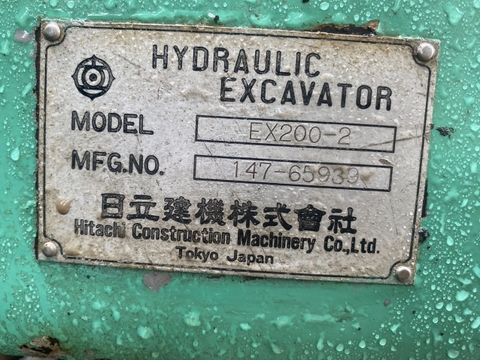 HYDRAULIC
EXCAVATOR
MODEL EX200-2
MFG.NO. 147-65939
日立建機株式會社
Hitachi Construction Machinery Co.,Ltd.
Tokyo Japan